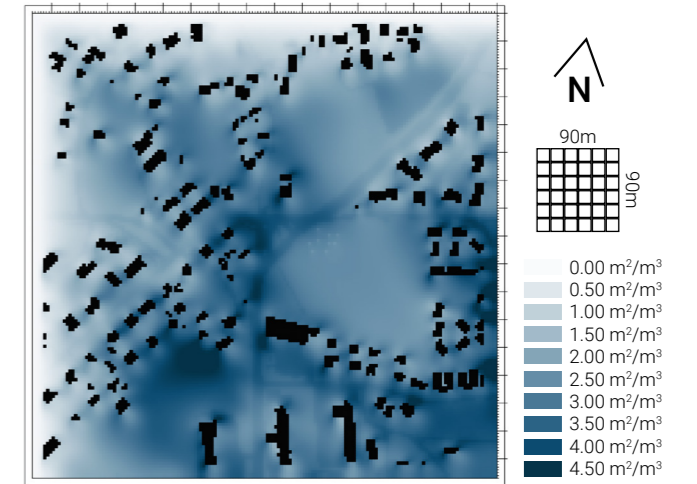 N
90m
90m
0.00 m²/m³
0.50 m²/m³
1.00 m²/m³
1.50 m²/m³
2.00 m²/m³
2.50 m²/m³
3.00 m²/m³
3.50 m²/m³
4.00 m²/m³
4.50 m²/m³